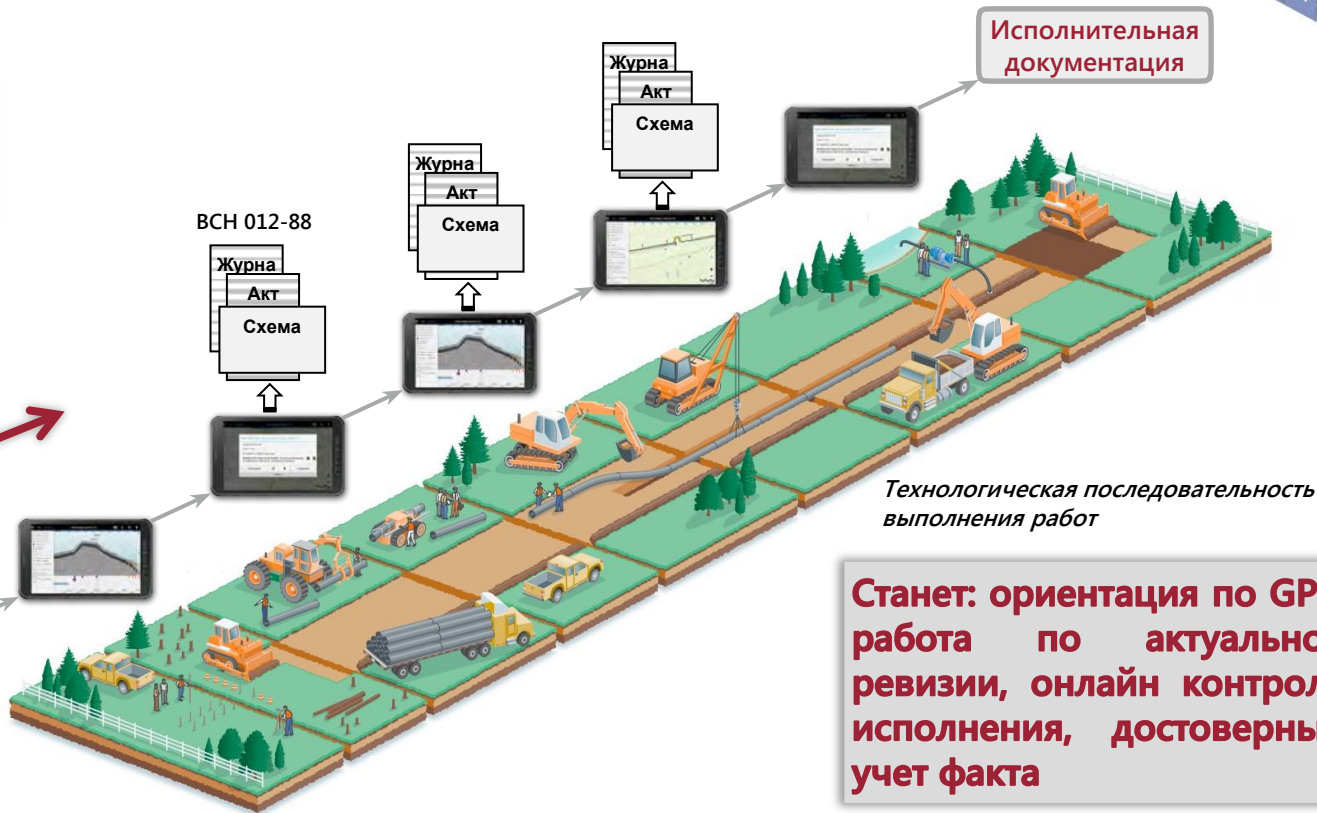 Исполнительная
документация
Журна
Акт
Схема
Журна
Акт
Схема
ВСН 012-88
Журна
Акт
Схема
Технологическая последовательность
выполнения работ
Станет: ориентация по GP
работа по актуально
ревизии, онлайн контрол
исполнения, достоверны
учет факта